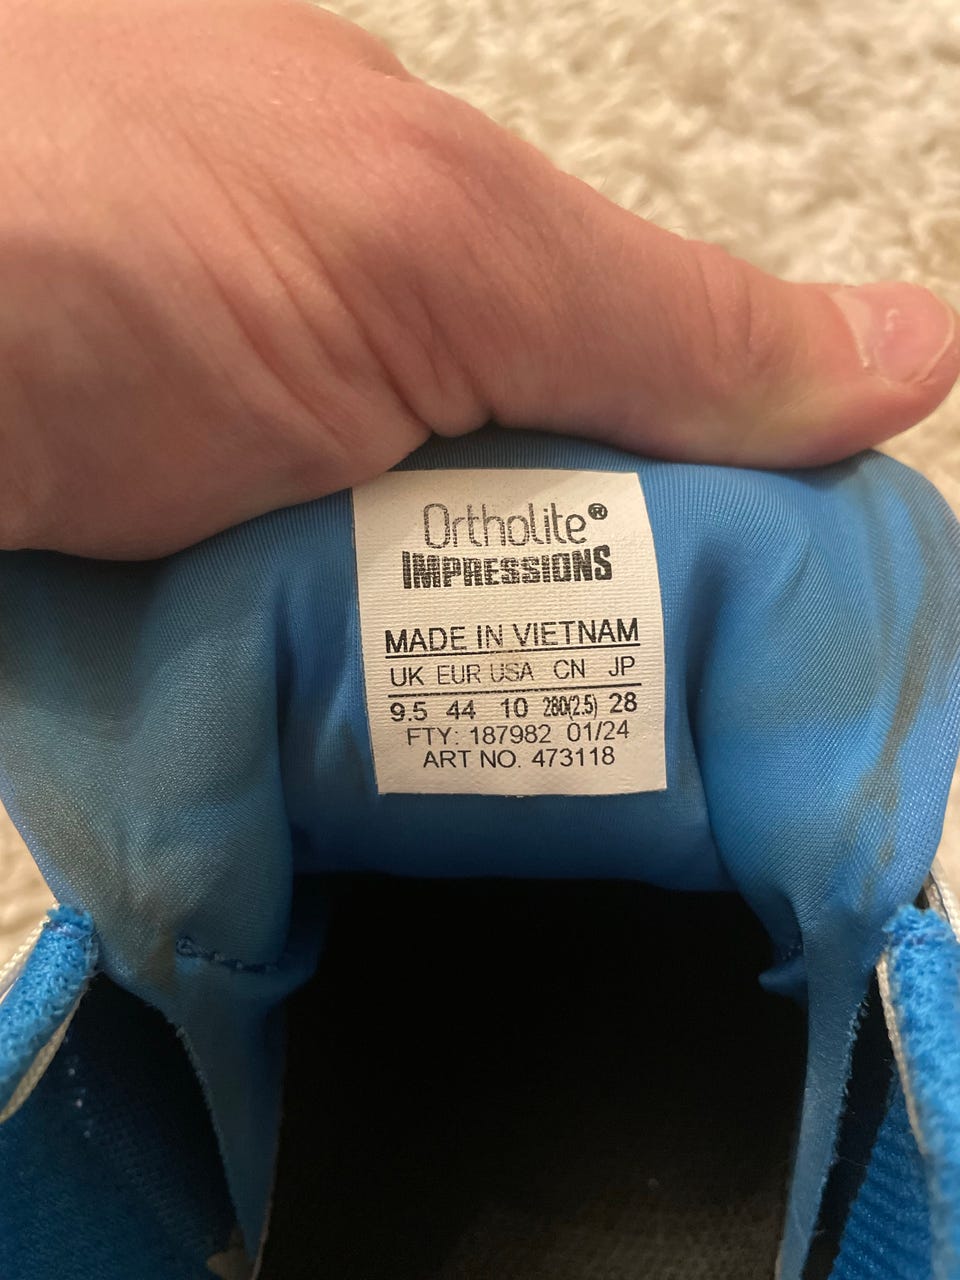 Ortholite®
IMPRESSIONS
MADE IN VIETNAM
UK EUR USA CN JP
9.5 44 10 280(2.5) 28
FTY: 187982 01/24
ART NO. 473118